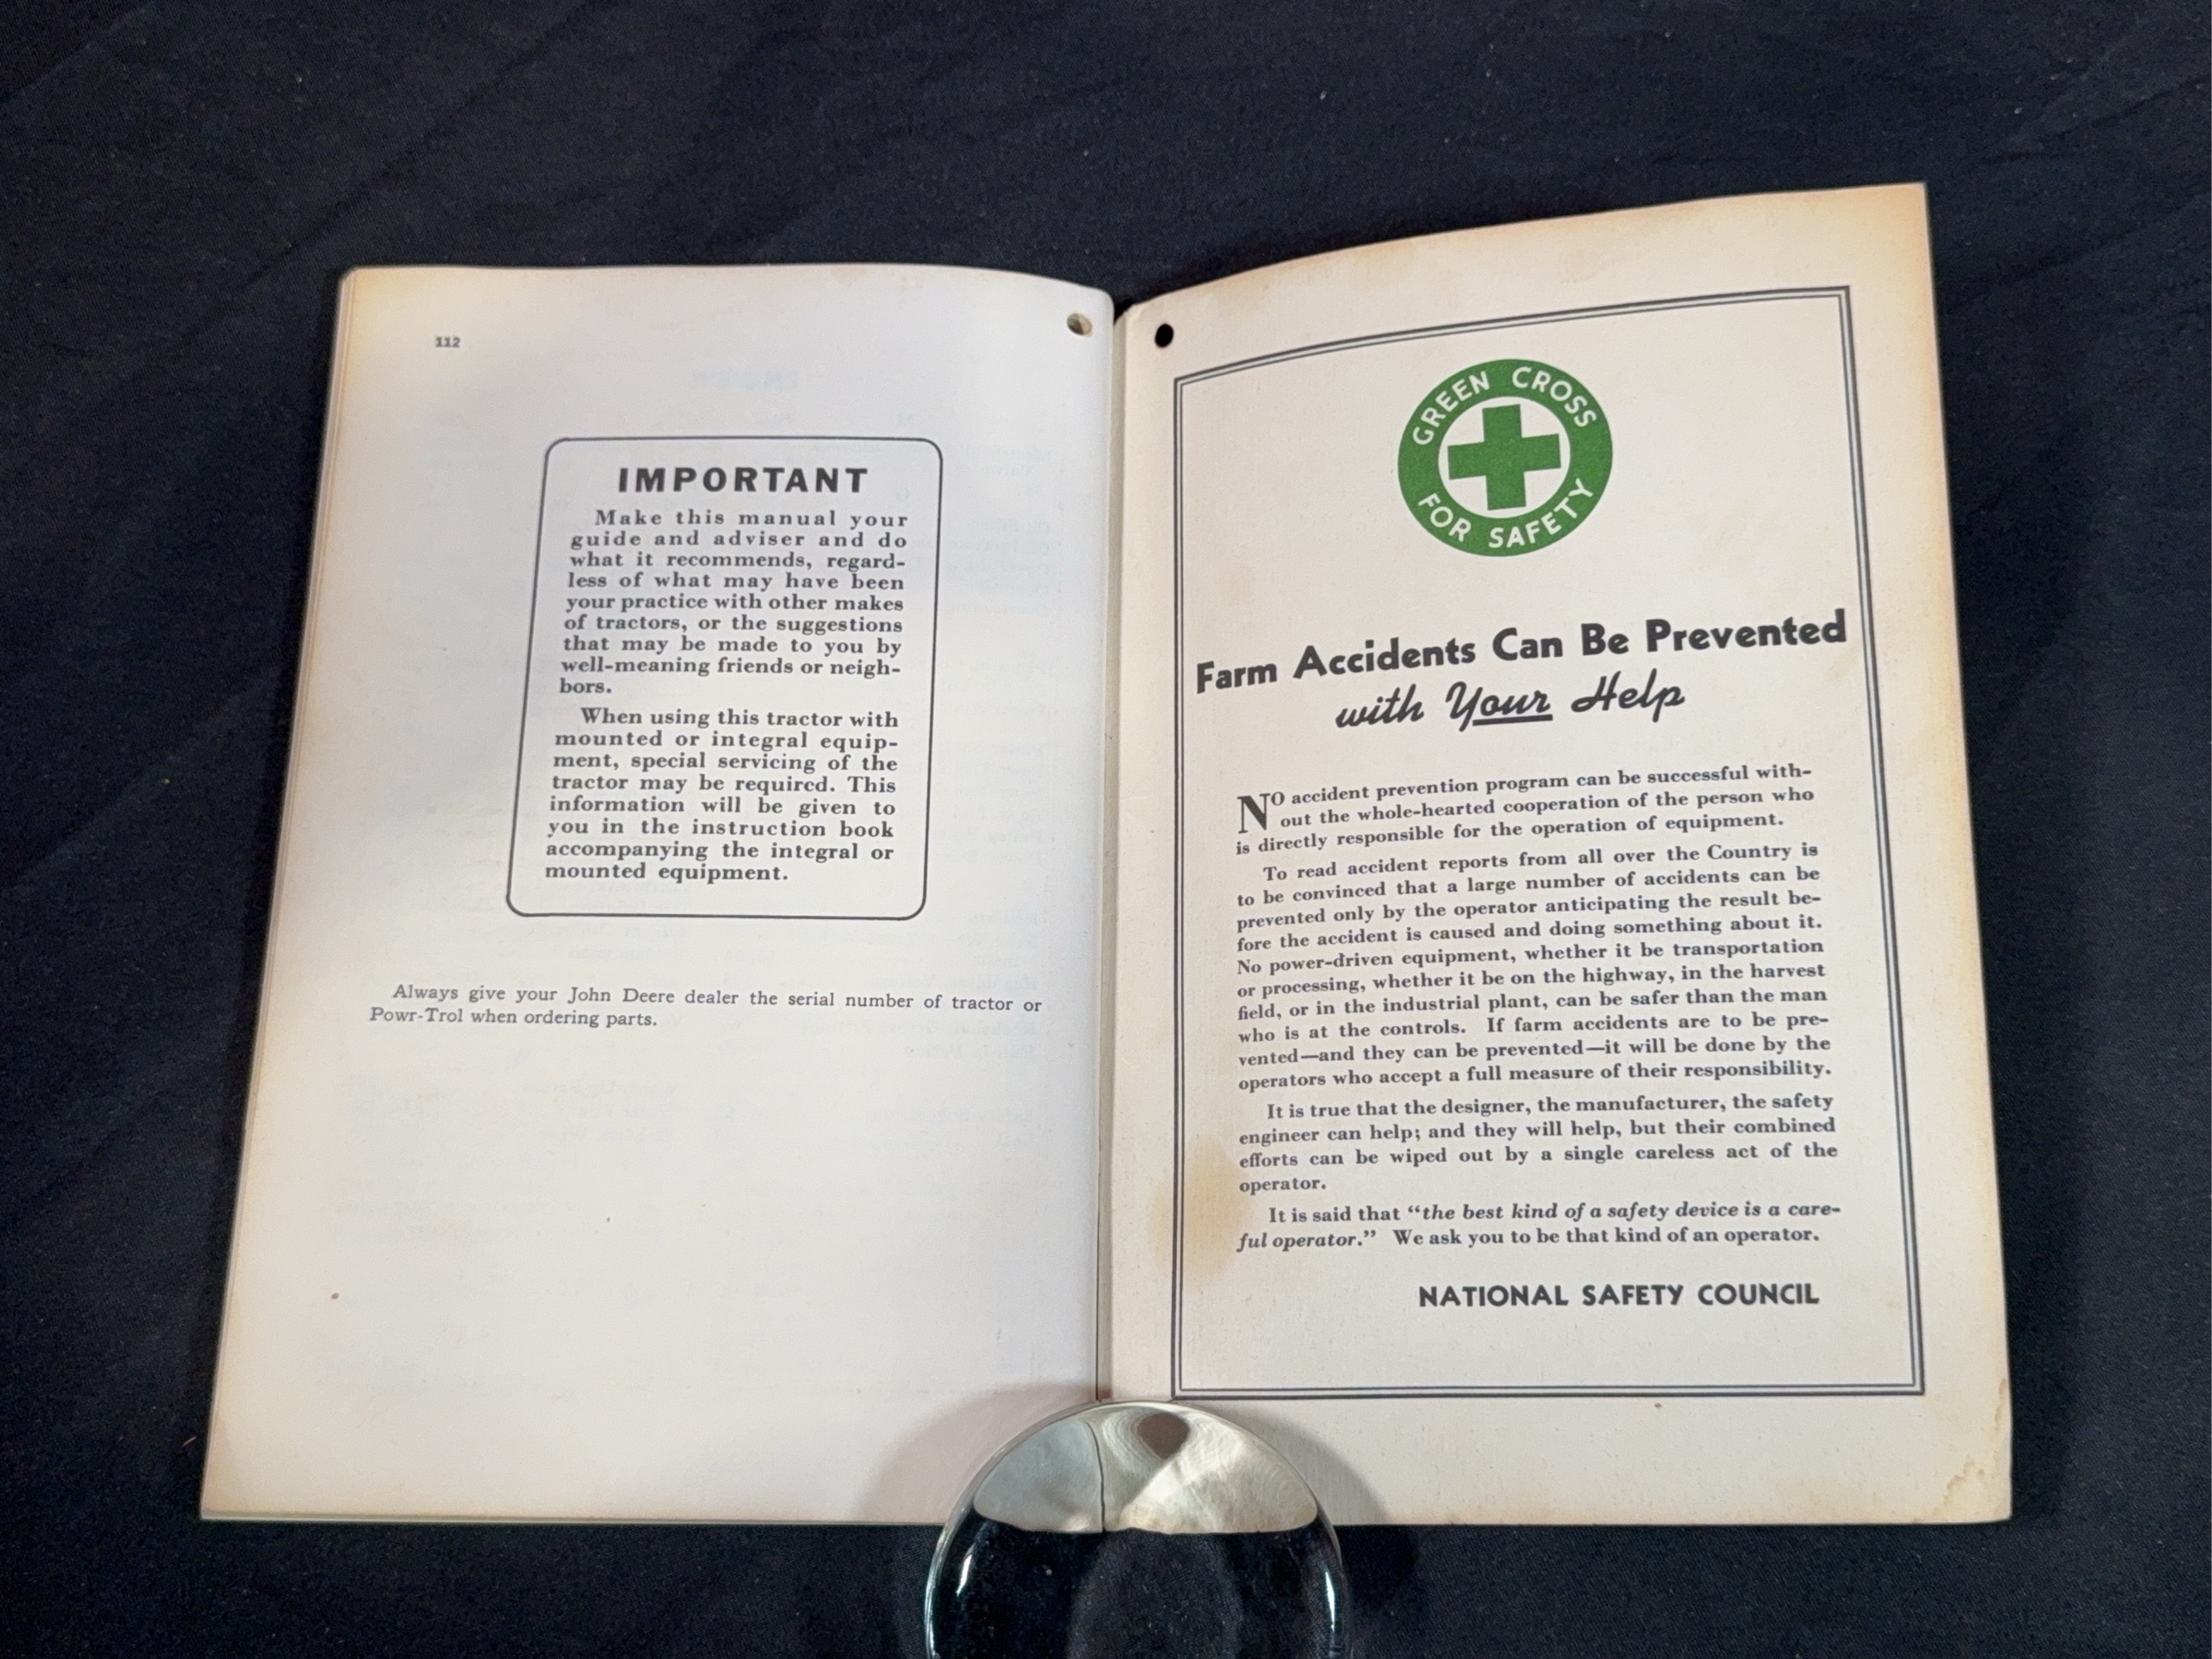 112
IMPORTANT
Make this manual your
guide and adviser and do
what it recommends, regard-
less of what may have been
your practice with other makes
of tractors, or the suggestions
that may be made to you by
well-meaning friends or neigh-
bors.
When using this tractor with
mounted or integral equip-
ment, special servicing of the
tractor may be required. This
information will be given to
you in the instruction book
accompanying the integral or
mounted equipment.
Always give your John Deere dealer the serial number of tractor or
Powr-Trol when ordering parts.
GREEN CROSS
FOR SAFETY
Farm Accidents Can Be Prevented
with Your Help
NO accident prevention program can be successful with-
out the whole-hearted cooperation of the person who
is directly responsible for the operation of equipment.
To read accident reports from all over the Country is
to be convinced that a large number of accidents can be
prevented only by the operator anticipating the result be-
fore the accident is caused and doing something about it.
No power-driven equipment, whether it be transportation
or processing, whether it be on the highway, in the harvest
field, or in the industrial plant, can be safer than the man
who is at the controls. If farm accidents are to be pre-
vented—and they can be prevented—it will be done by the
operators who accept a full measure of their responsibility.
It is true that the designer, the manufacturer, the safety
engineer can help; and they will help, but their combined
efforts can be wiped out by a single careless act of the
operator.
It is said that “the best kind of a safety device is a care-
ful operator.” We ask you to be that kind of an operator.
NATIONAL SAFETY COUNCIL